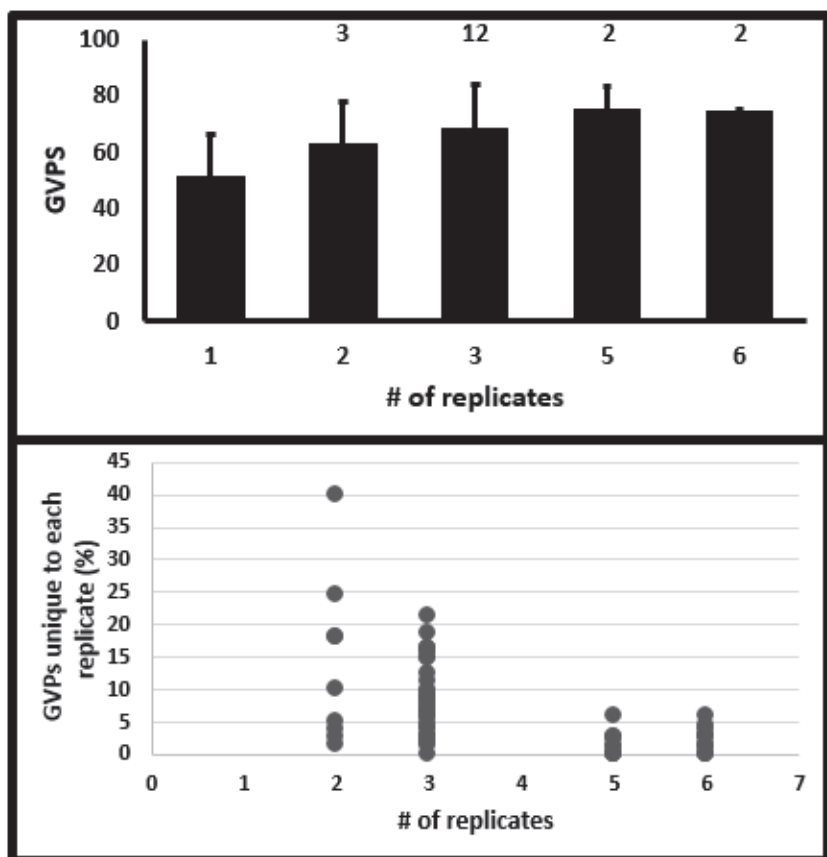 100 3 12 2 2
80
60
40
20
0
GVPS
1 2 3 5 6
# of replicates
45
40
35
30
25
20
15
10
5
0
GVPs unique to each
replicate (%)
0 1 2 3 4 5 6 7
# of replicates